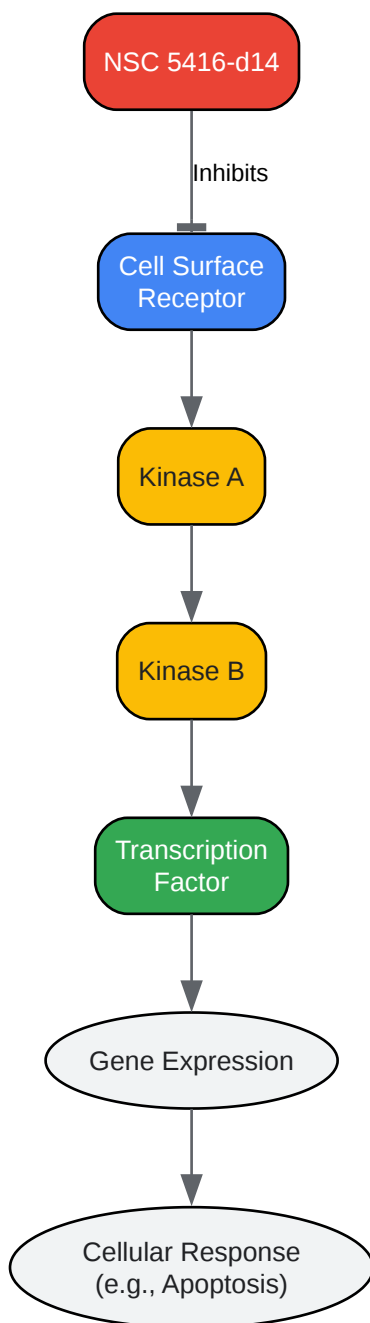 NSC 5416-d14
Inhibits
Cell Surface
Receptor
Kinase A
Kinase B
Transcription
Factor
Gene Expression
Cellular Response
(e.g., Apoptosis)